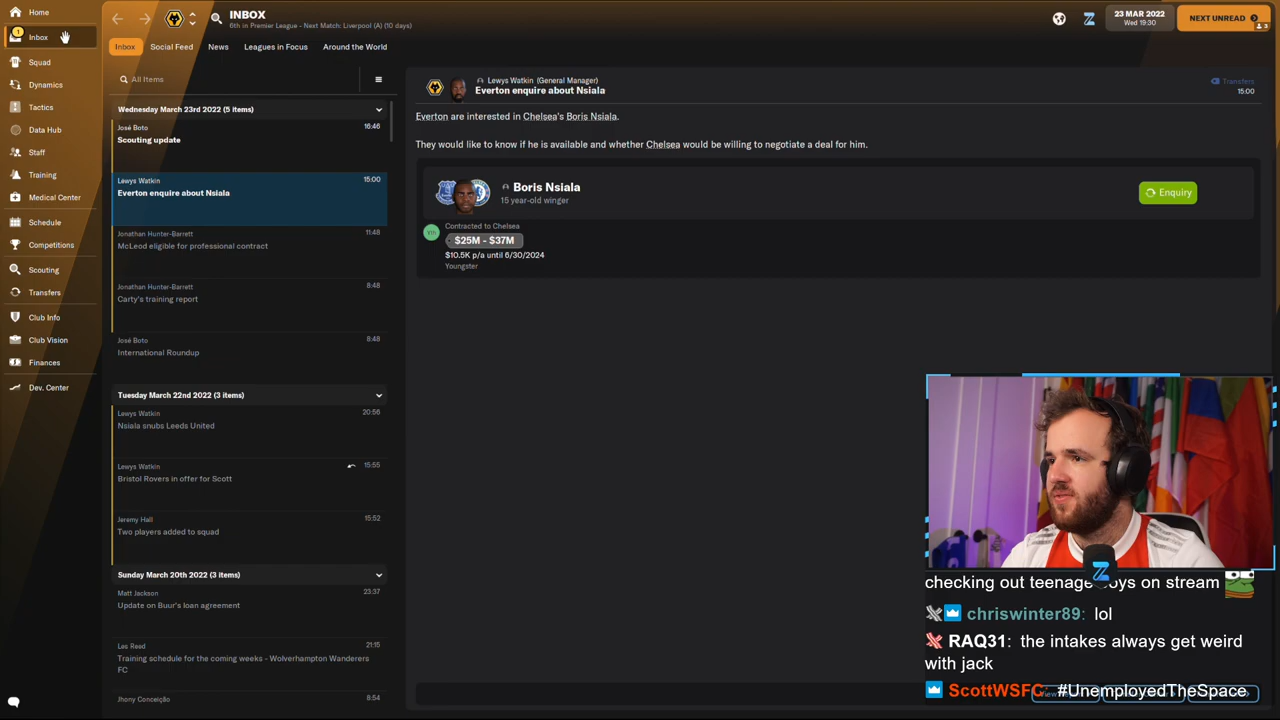 Home
Inbox
Squad
Dynamics
Tactics
Data Hub
Staff
Training
Medical Center
Schedule
Competitions
Scouting
Transfers
Club Info
Club Vision
Finances
Dev. Center
INBOX
6th in Premier League - Next Match: Liverpool (A) (10 days)
23 MAR 2022
Wed 19:30
NEXT UNREAD
3
Inbox
Social Feed
News
Leagues in Focus
Around the World
All Items
Wednesday March 23rd 2022 (5 items)
José Boto
16:46
Scouting update
Lewys Watkin
15:00
Everton enquire about Nsiala
Jonathan Hunter-Barrett
11:48
McLeod eligible for professional contract
Jonathan Hunter-Barrett
8:48
Carty's training report
José Boto
8:48
International Roundup
Tuesday March 22nd 2022 (3 items)
Lewys Watkin
20:56
Nsiala snubs Leeds United
Lewys Watkin
15:55
Bristol Rovers in offer for Scott
Jeremy Hall
15:52
Two players added to squad
Sunday March 20th 2022 (3 items)
Matt Jackson
23:37
Update on Buur's loan agreement
Les Reed
21:15
Training schedule for the coming weeks - Wolverhampton Wanderers
FC
Jhony Conceição
8:54
Lewys Watkin (General Manager)
Everton enquire about Nsiala
Transfers
15:00
Everton are interested in Chelsea's Boris Nsiala.
They would like to know if he is available and whether Chelsea would be willing to negotiate a deal for him.
Boris Nsiala
15 year-old winger
Enquiry
Contracted to Chelsea
$25M - $37M
$10.5K p/a until 6/30/2024
Youngster
checking out teenage boys on stream
chriswinter89: lol
RAQ31: the intakes always get weird
with jack
ScottWSFC: #UnemployedTheSpace